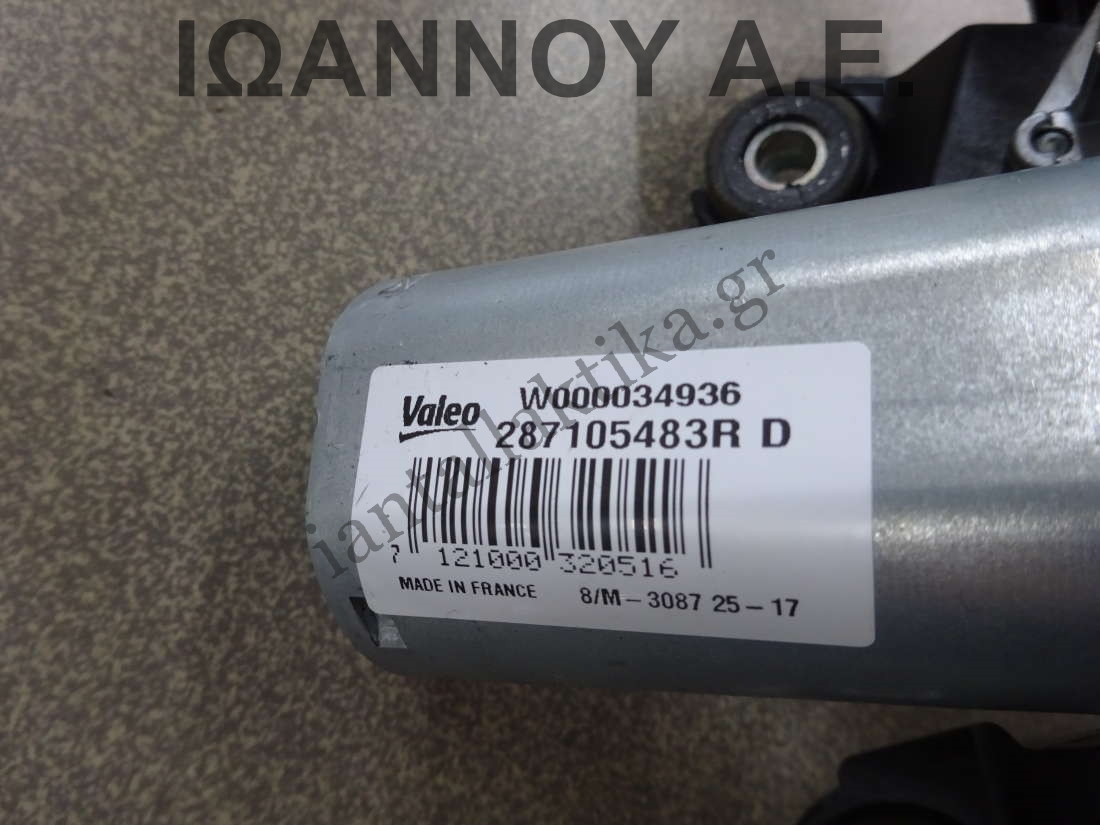 ΙΩΑΝΝΟΥ Α.Ε.
iantallaktika.gr
Valeo W000034936
287105483R D
7 121000 320516
MADE IN FRANCE 8/M-3087 25-17